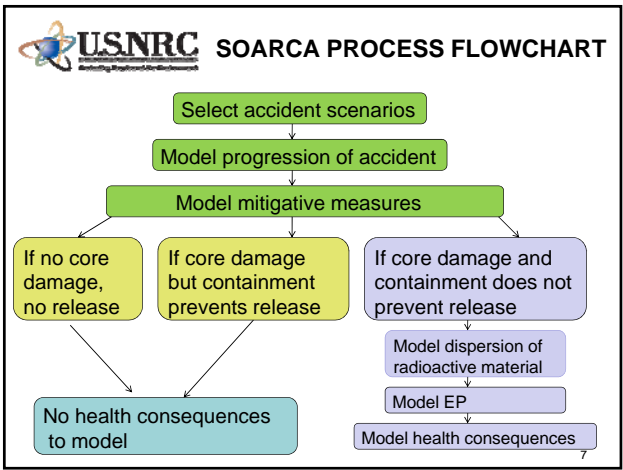 U.S.NRC SOARCA PROCESS FLOWCHART
Select accident scenarios
Model progression of accident
Model mitigative measures
If no core
damage,
no release
If core damage
but containment
prevents release
If core damage and
containment does not
prevent release
Model dispersion of
radioactive material
Model EP
Model health consequences
No health consequences
to model
7